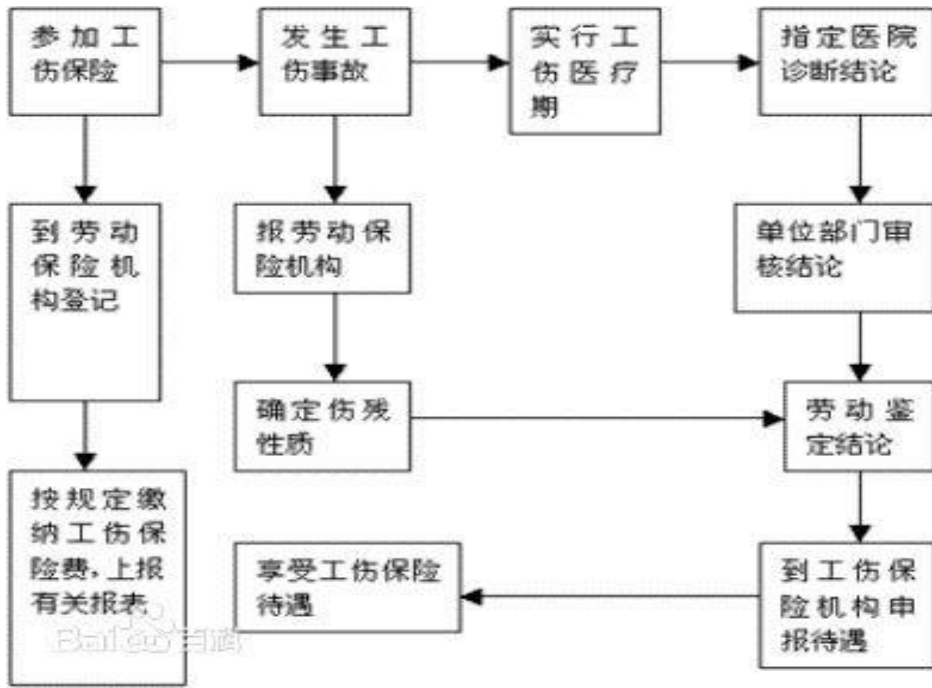 参加工
伤保险
发生工
伤事故
实行工
伤医疗
期
指定医院
诊断结论
到劳动
保险机
构登记
报劳动保
险机构
单位部门审
核结论
确定伤残
性质
劳动鉴
定结论
按规定缴
纳工伤保
险费，上报
有关报表
享受工伤保险
待遇
到工伤保
险机构申
报待遇
Bai百科